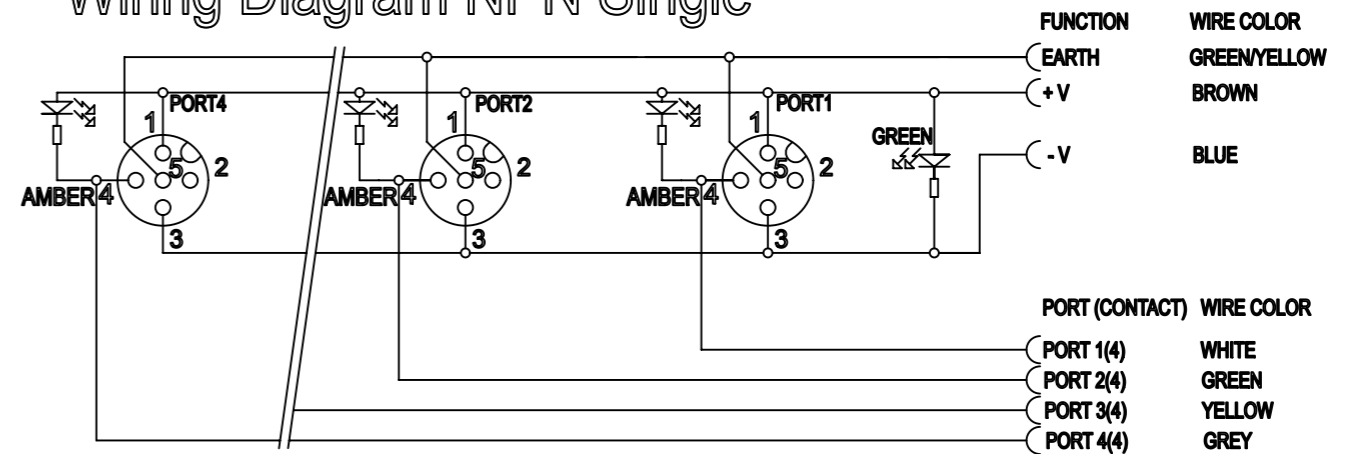 Wiring Diagram NPN Single
FUNCTION WIRE COLOR
EARTH GREEN/YELLOW
+ V BROWN
- V BLUE
PORT4
1
5
2
AMBER 4
3
PORT2
1
5
2
AMBER 4
3
PORT1
1
5
2
AMBER 4
3
GREEN
PORT (CONTACT) WIRE COLOR
PORT 1(4) WHITE
PORT 2(4) GREEN
PORT 3(4) YELLOW
PORT 4(4) GREY